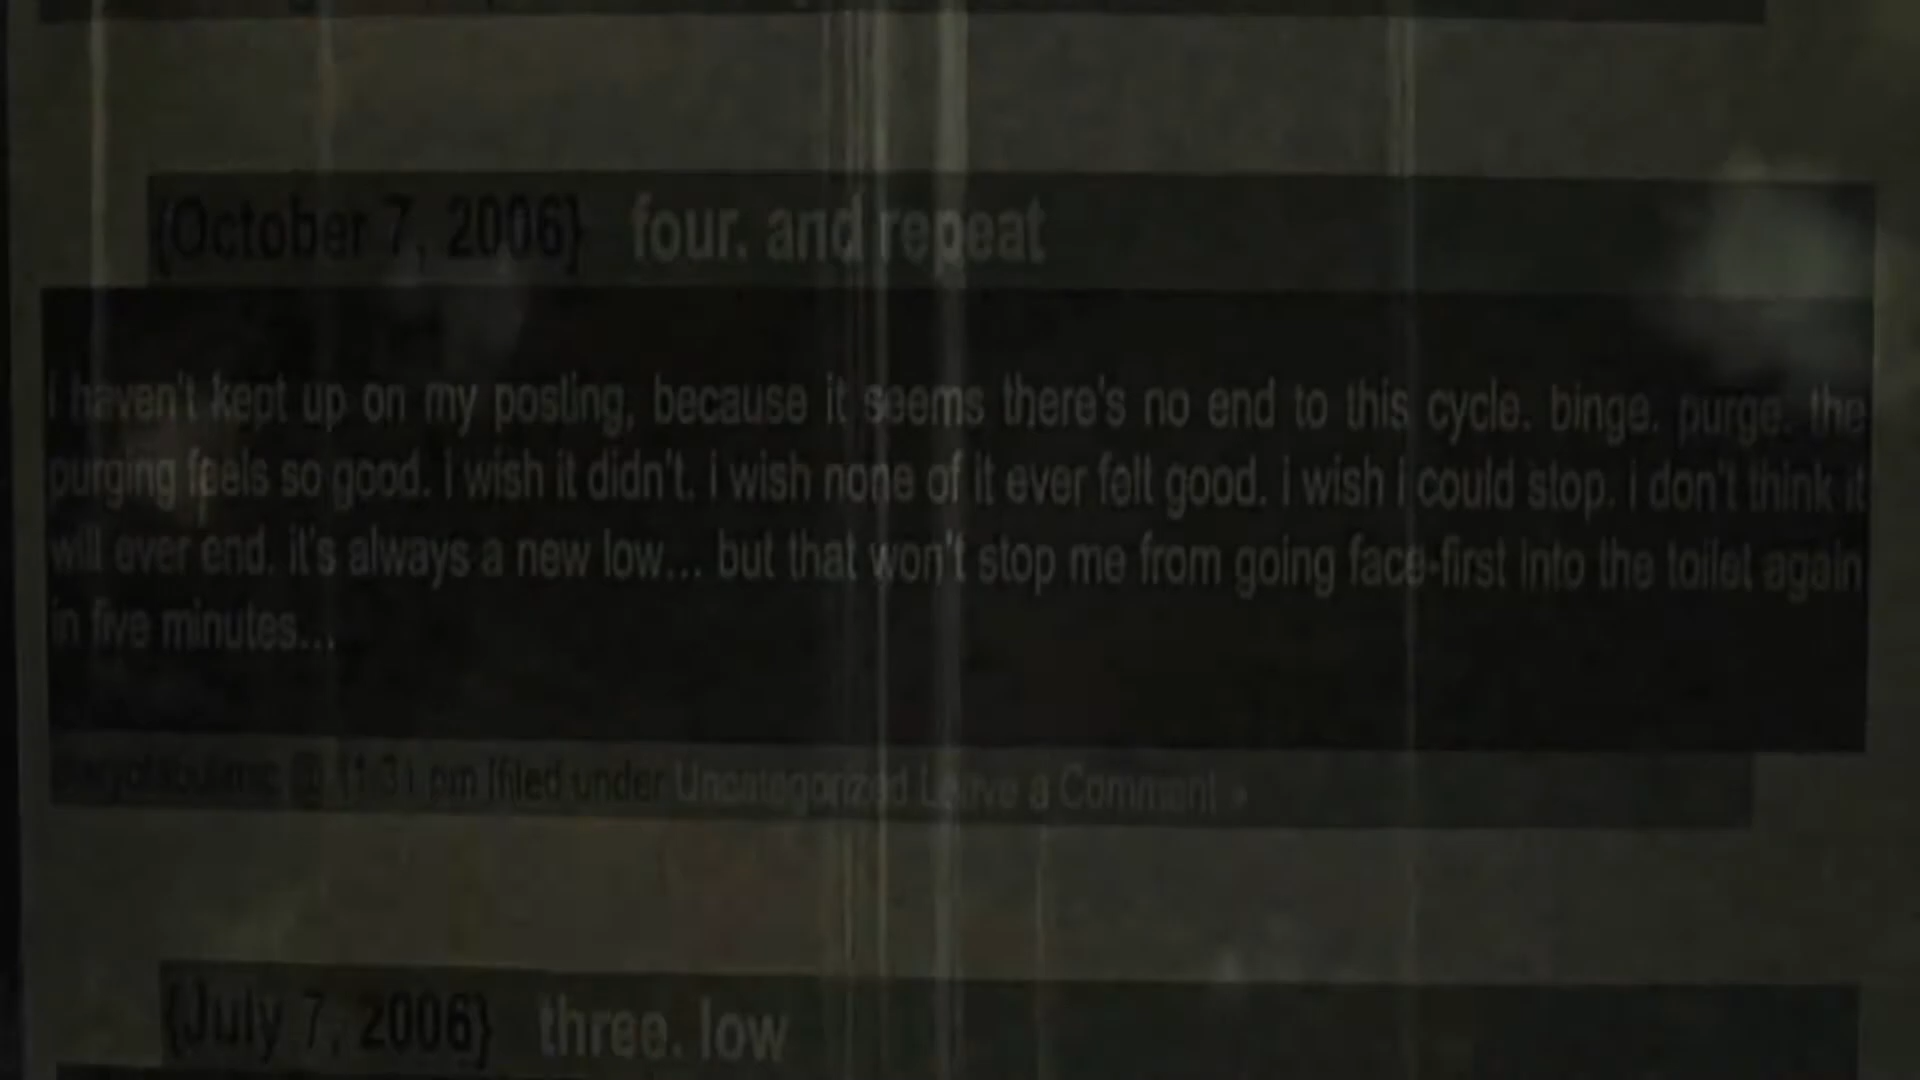 {October 7, 2006} four. and repeat
i haven't kept up on my posting, because it seems there's no end to this cycle. binge. purge. the
purging feels so good. i wish it didn't. i wish none of it ever felt good. i wish i could stop. i don't think it
will ever end. it's always a new low... but that won't stop me from going face-first into the toilet again
in five minutes...
@ 11:31 pm [filed under Uncategorized Leave a Comment »
{July 7, 2006} three. low